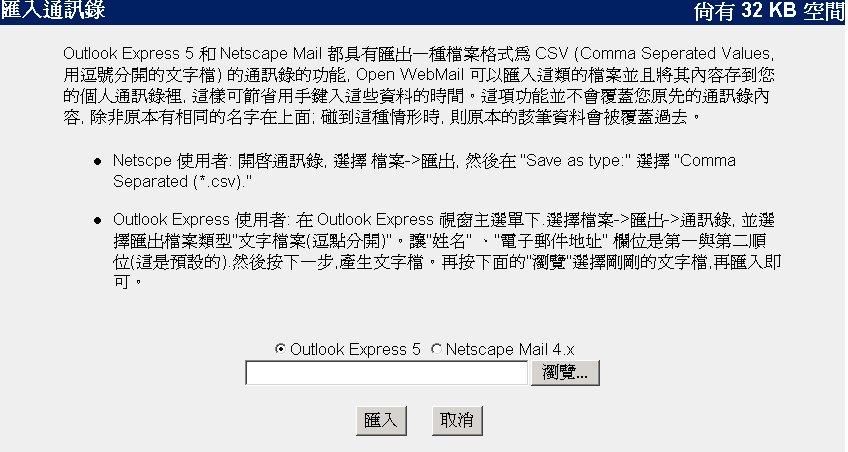 匯入通訊錄 尚有 32 KB 空間
Outlook Express 5 和 Netscape Mail 都具有匯出一種檔案格式為 CSV (Comma Seperated Values,
用逗號分開的文字檔) 的通訊錄的功能, Open WebMail 可以匯入這類的檔案並且將其內容存到您
的個人通訊錄裡, 這樣可節省用手鍵入這些資料的時間。這項功能並不會覆蓋您原先的通訊錄內
容, 除非原本有相同的名字在上面; 碰到這種情形時, 則原本的該筆資料會被覆蓋過去。
• Netscpe 使用者: 開啟通訊錄, 選擇 檔案->匯出, 然後在 "Save as type:" 選擇 "Comma
Separated (*.csv)."
• Outlook Express 使用者: 在 Outlook Express 視窗主選單下.選擇檔案->匯出->通訊錄, 並選
擇匯出檔案類型"文字檔案(逗點分開)"。讓"姓名" 、"電子郵件地址" 欄位是第一與第二順
位(這是預設的).然後按下一步,產生文字檔。再按下面的"瀏覽"選擇剛剛的文字檔,再匯入即
可。
Outlook Express 5 Netscape Mail 4.x
瀏覽...
匯入 取消